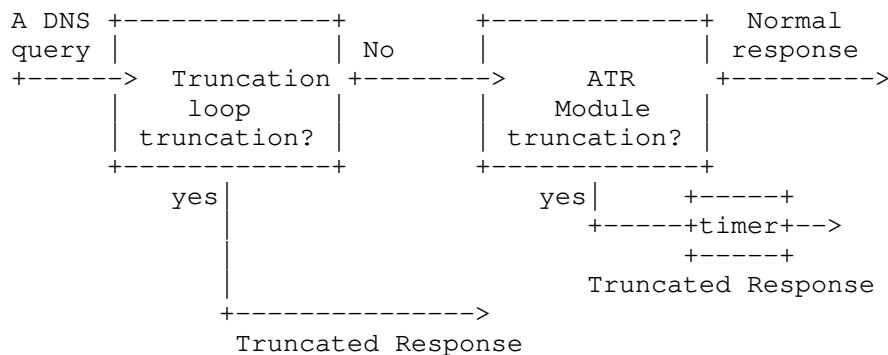 A DNS +-------------+ +-------------+ Normal
query | | No | | response
+------> Truncation +--------> ATR +--------->
| loop | | Module |
| truncation? | | truncation? |
+-------------+ +-------------+
yes| yes| +-----+
| +-----+timer+-->
| +-----+
| Truncated Response
+--------------->
Truncated Response